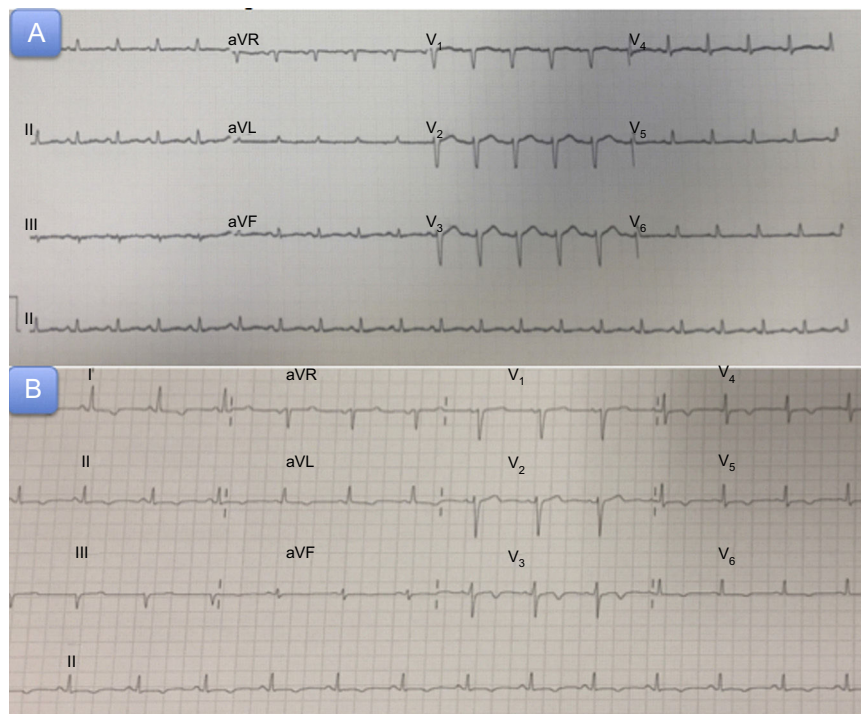 A
aVR V1 V4
II aVL V2 V5
III aVF V3 V6
II
B
I aVR V1 V4
II aVL V2 V5
III aVF V3 V6
II